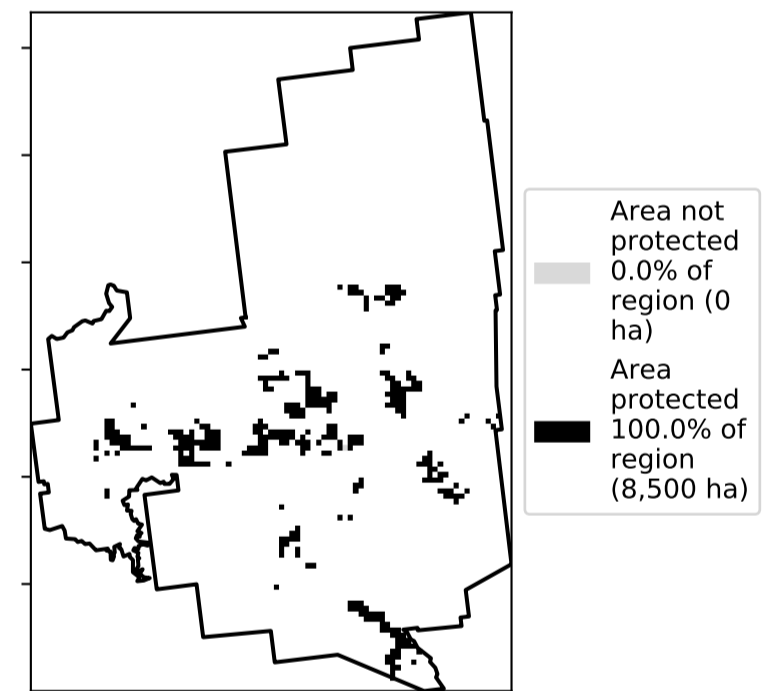 Area not
protected
0.0% of
region (0
ha)
Area
protected
100.0% of
region
(8,500 ha)